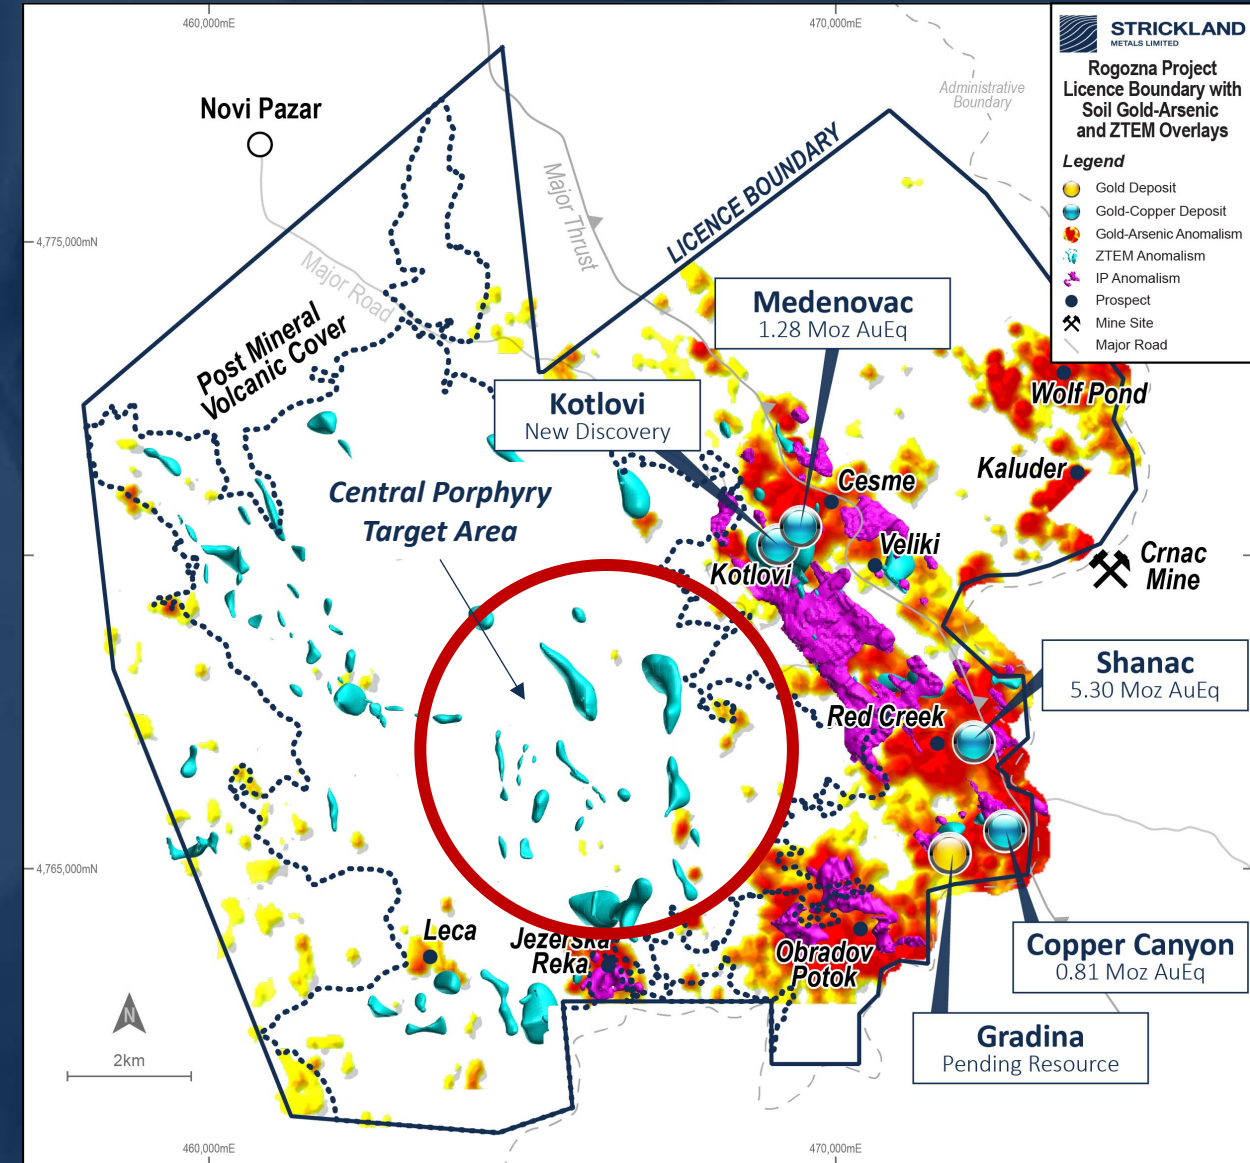 460,000mE
470,000mE
STRICKLAND
METALS LIMITED
Rogozna Project
Licence Boundary with
Soil Gold-Arsenic
and ZTEM Overlays
Legend
Gold Deposit
Gold-Copper Deposit
Gold-Arsenic Anomalism
ZTEM Anomalism
IP Anomalism
Prospect
Mine Site
Major Road
Administrative
Boundary
Novi Pazar
LICENCE BOUNDARY
Major Thrust
4,775,000mN
Major Road
Medenovac
1.28 Moz AuEq
Post Mineral
Volcanic Cover
Wolf Pond
Kotlovi
New Discovery
Kaluder
Cesme
Central Porphyry
Target Area
Veliki
Crnac
Mine
Kotlovi
Shanac
5.30 Moz AuEq
Red Creek
4,765,000mN
Leca
Jezerska
Reka
Obradov
Potok
Copper Canyon
0.81 Moz AuEq
N
2km
Gradina
Pending Resource
460,000mE
470,000mE